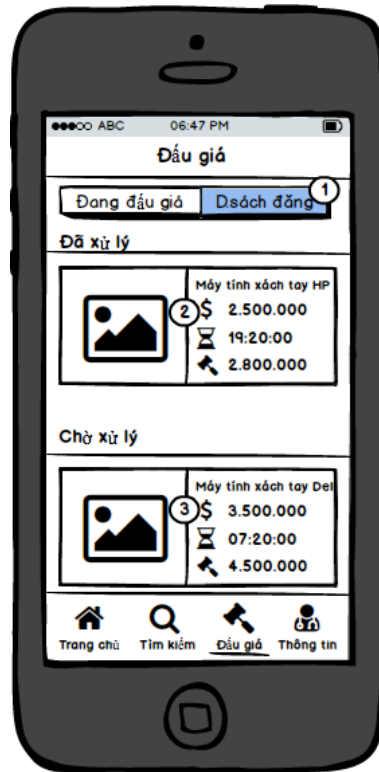 ABC 06:47 PM
Đấu giá
Đang đấu giá D.sách đăng 1
Đã xử lý
Máy tính xách tay HP
2 $ 2.500.000
19:20:00
2.800.000
Chờ xử lý
Máy tính xách tay Del
3 $ 3.500.000
07:20:00
4.500.000
Trang chủ Tìm kiếm Đấu giá Thông tin